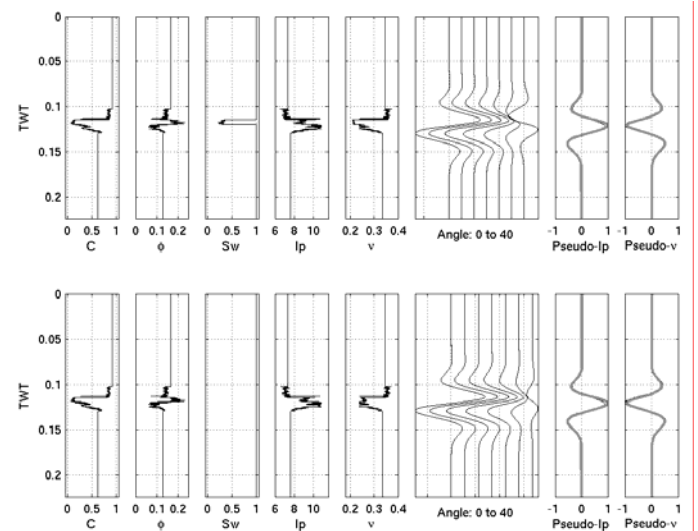 0
0.05
0.1
0.15
0.2
TWT
0 0.5 1
C
0 0.1 0.2
ϕ
0 0.5 1
Sw
6 8 10
Ip
0.2 0.3 0.4
ν
Angle: 0 to 40
-1 0 1
Pseudo-Ip
-1 0 1
Pseudo-ν
0
0.05
0.1
0.15
0.2
TWT
0 0.5 1
C
0 0.1 0.2
ϕ
0 0.5 1
Sw
6 8 10
Ip
0.2 0.3 0.4
ν
Angle: 0 to 40
-1 0 1
Pseudo-Ip
-1 0 1
Pseudo-ν